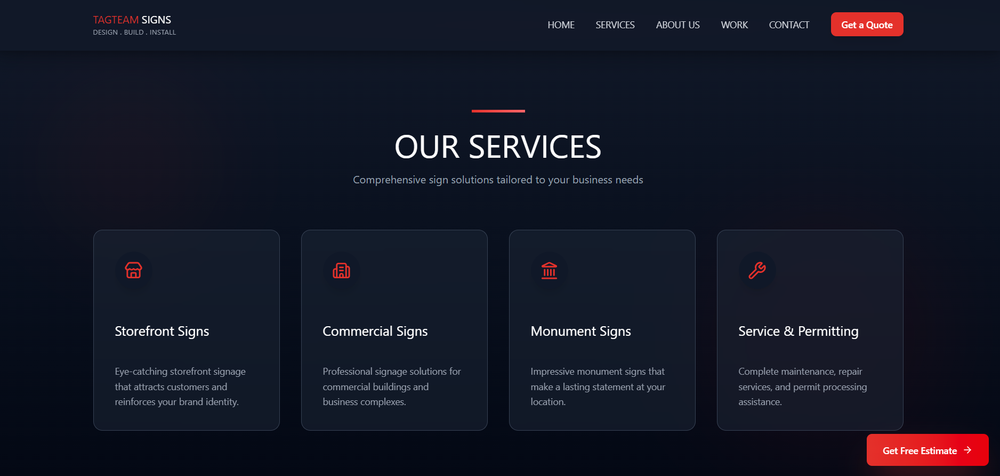 TAGTEAM SIGNS
DESIGN . BUILD . INSTALL
HOME
SERVICES
ABOUT US
WORK
CONTACT
Get a Quote
OUR SERVICES
Comprehensive sign solutions tailored to your business needs
Storefront Signs
Eye-catching storefront signage
that attracts customers and
reinforces your brand identity.
Commercial Signs
Professional signage solutions for
commercial buildings and
business complexes.
Monument Signs
Impressive monument signs that
make a lasting statement at your
location.
Service & Permitting
Complete maintenance, repair
services, and permit processing
assistance.
Get Free Estimate